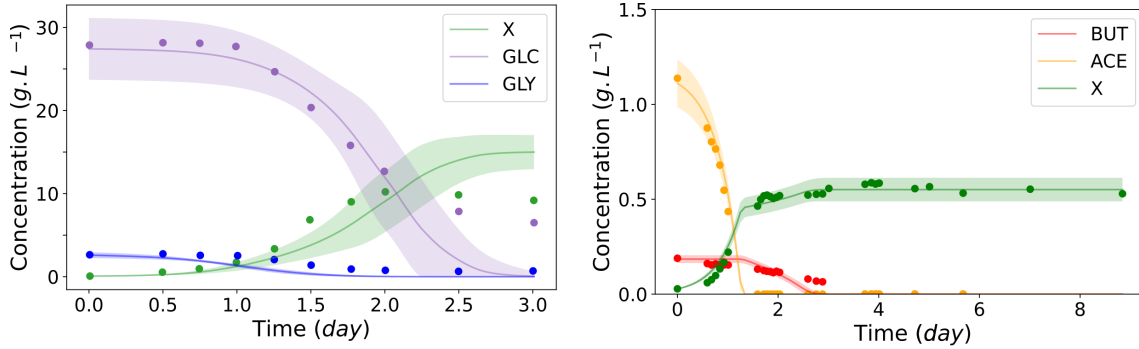 Concentration (g. L⁻¹)
30
20
10
0
0.0 0.5 1.0 1.5 2.0 2.5 3.0
Time (day)
X
GLC
GLY
Concentration (g. L⁻¹)
1.5
1.0
0.5
0.0
0 2 4 6 8
Time (day)
BUT
ACE
X